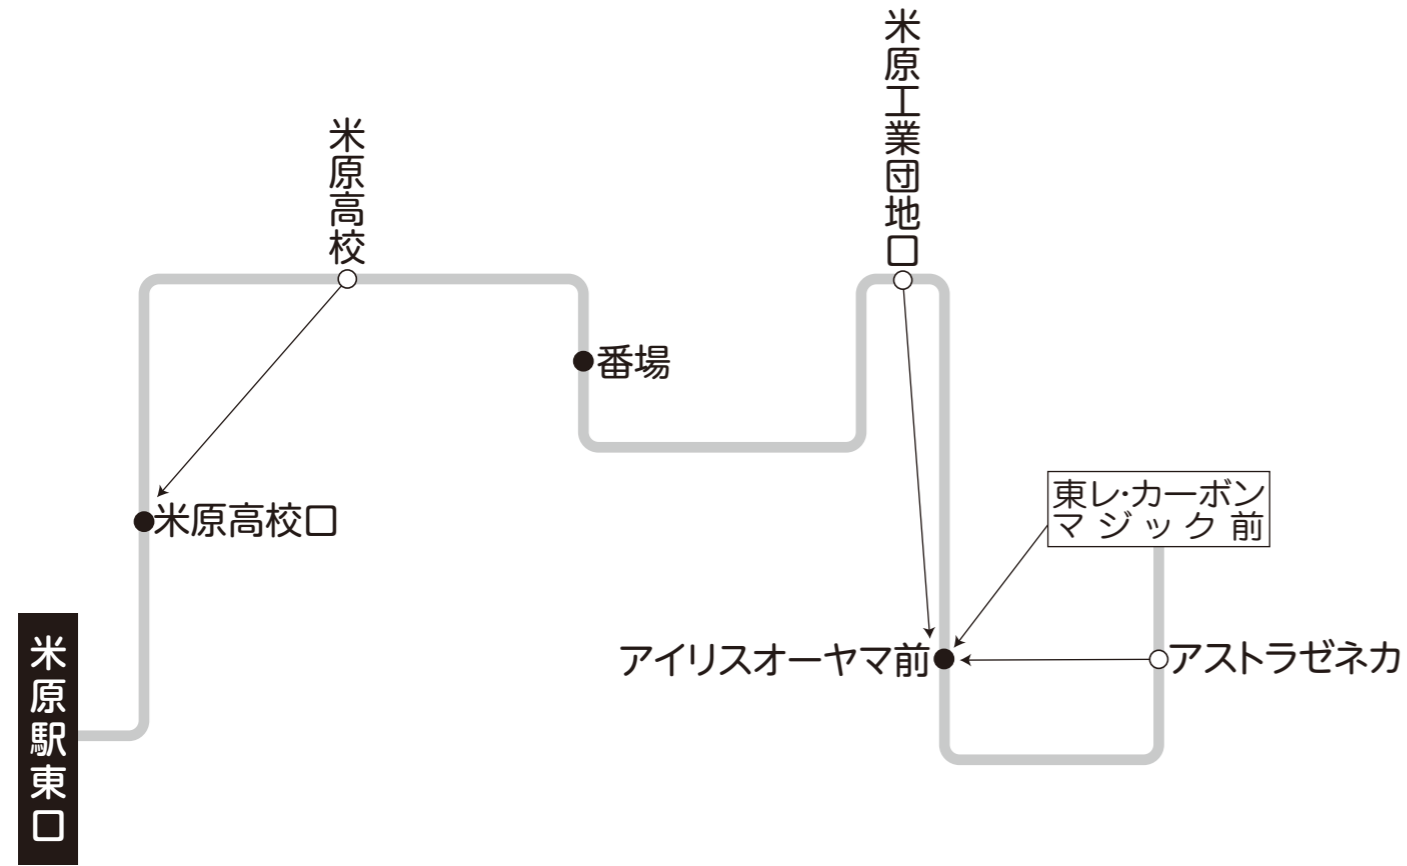 米原工業団地口
米原高校
番場
東レ・カーボン
マジック前
米原高校口
アイリスオーヤマ前
アストラゼネカ
米原駅東口